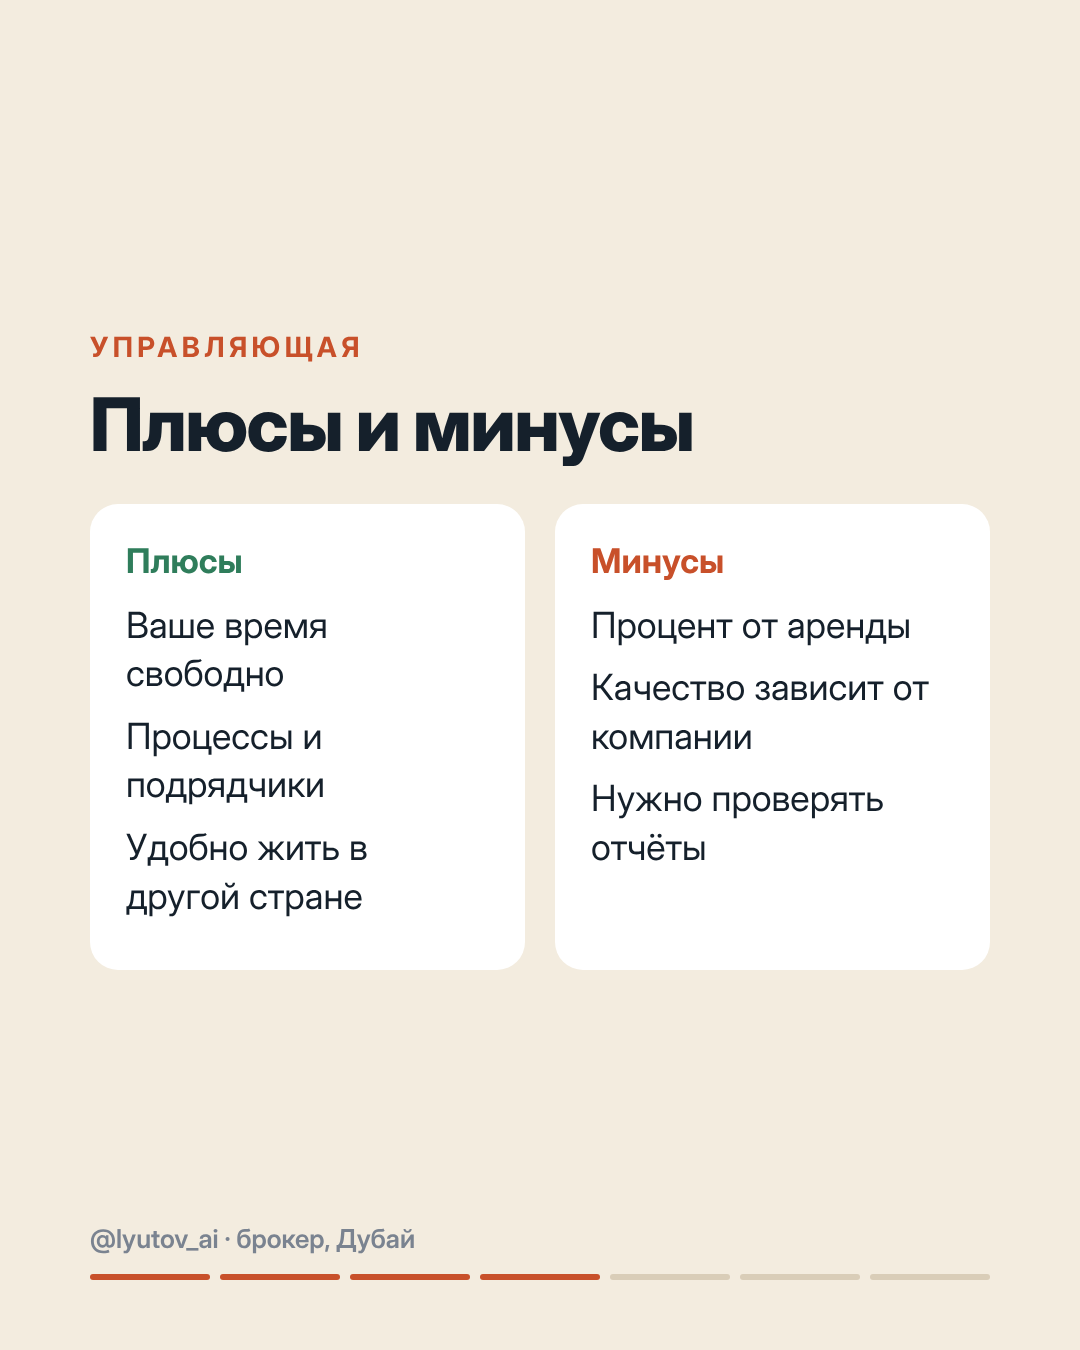 УПРАВЛЯЮЩАЯ
Плюсы и минусы
Плюсы
Ваше время
свободно
Процессы и
подрядчики
Удобно жить в
другой стране
Минусы
Процент от аренды
Качество зависит от
компании
Нужно проверять
отчёты
@lyutov_ai · брокер, Дубай